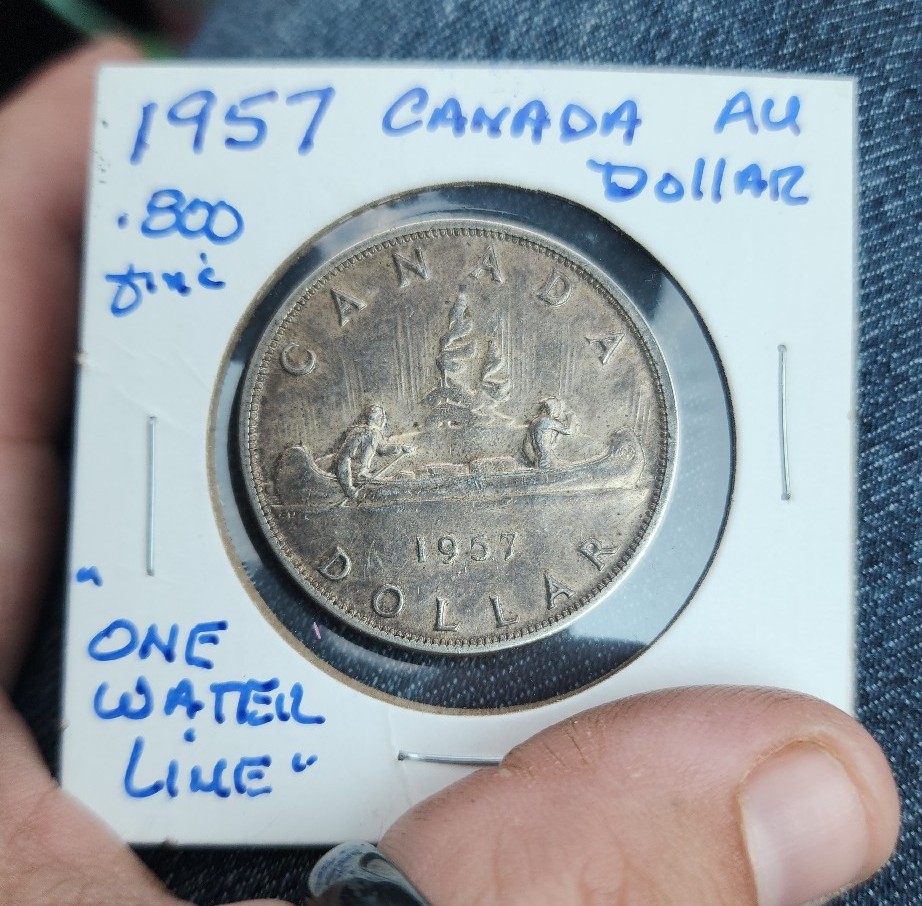 1957 CANADA AU
DollAR
.800
fine
CANADA
1957
DOLLAR
"ONE
WATER
LINE"